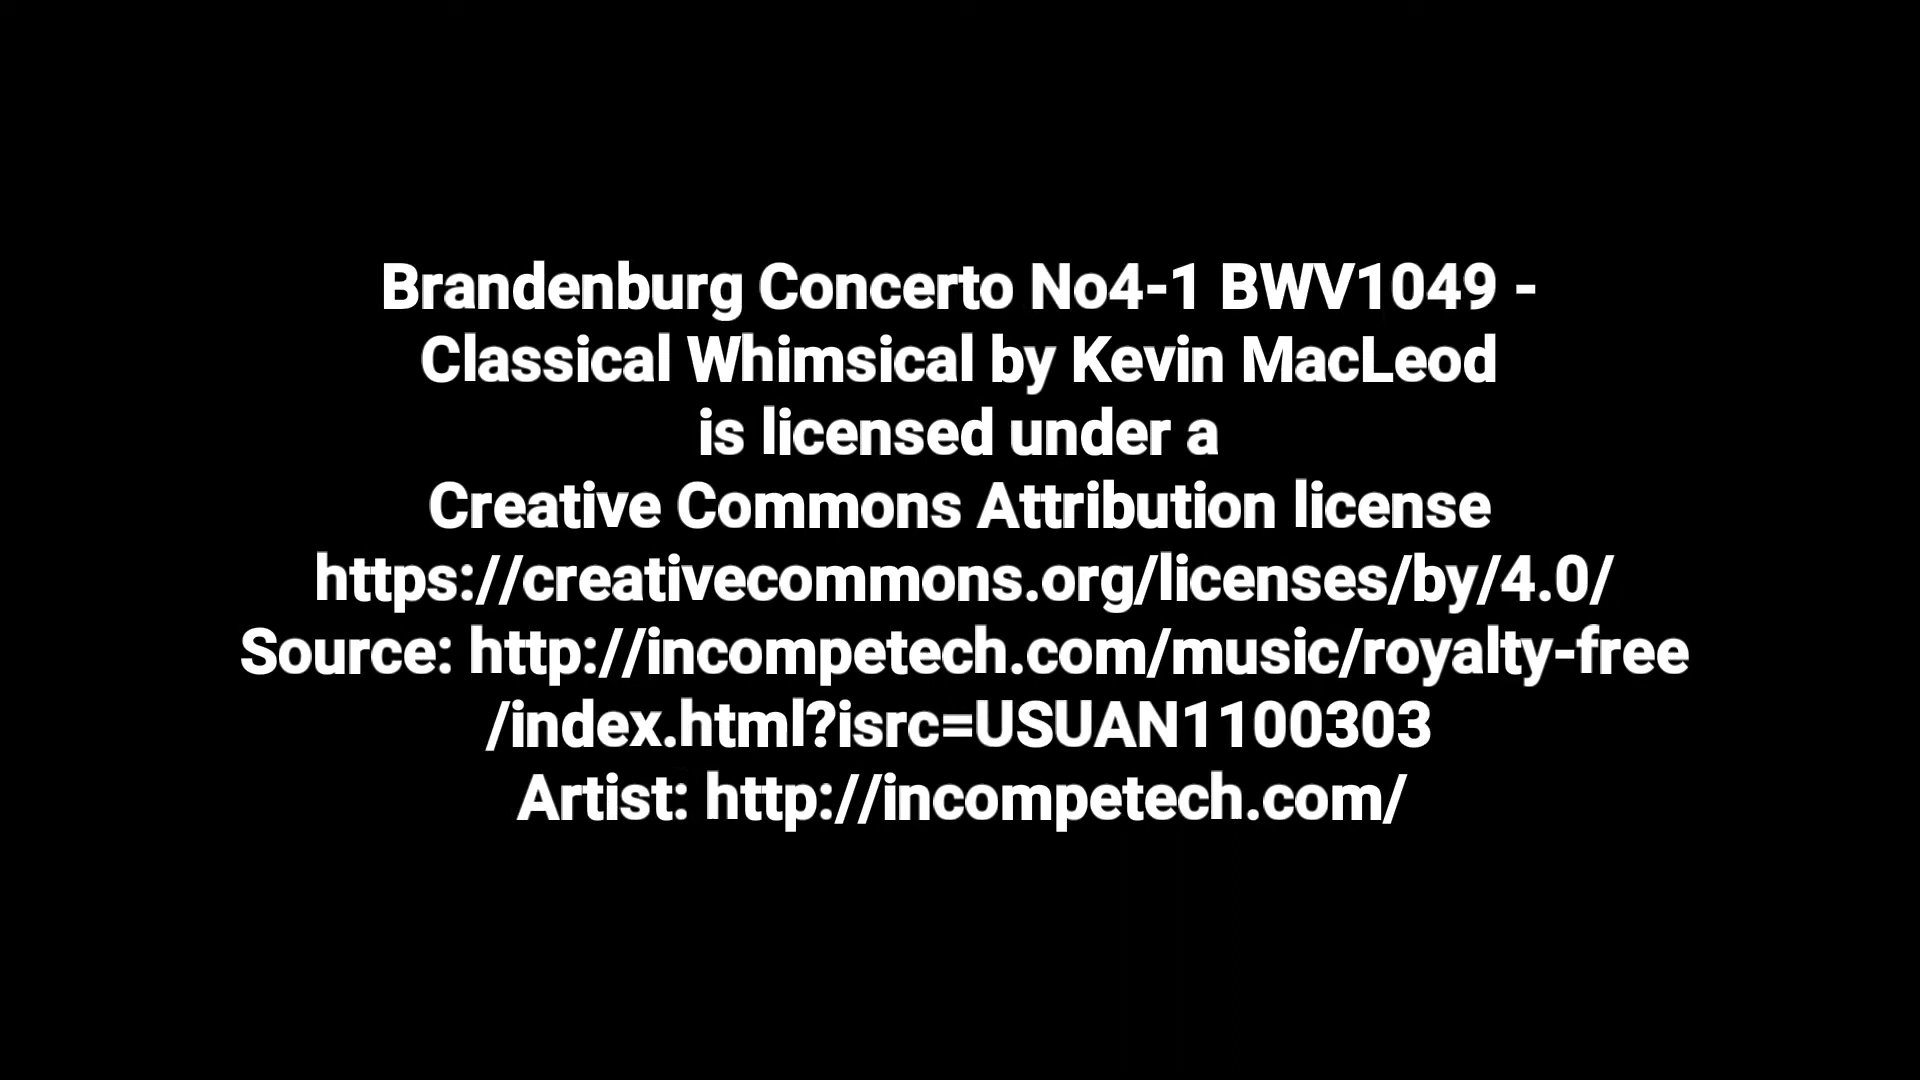 Brandenburg Concerto No4-1 BWV1049 -
Classical Whimsical by Kevin MacLeod
is licensed under a
Creative Commons Attribution license
https://creativecommons.org/licenses/by/4.0/
Source: http://incompetech.com/music/royalty-free
/index.html?isrc=USUAN1100303
Artist: http://incompetech.com/